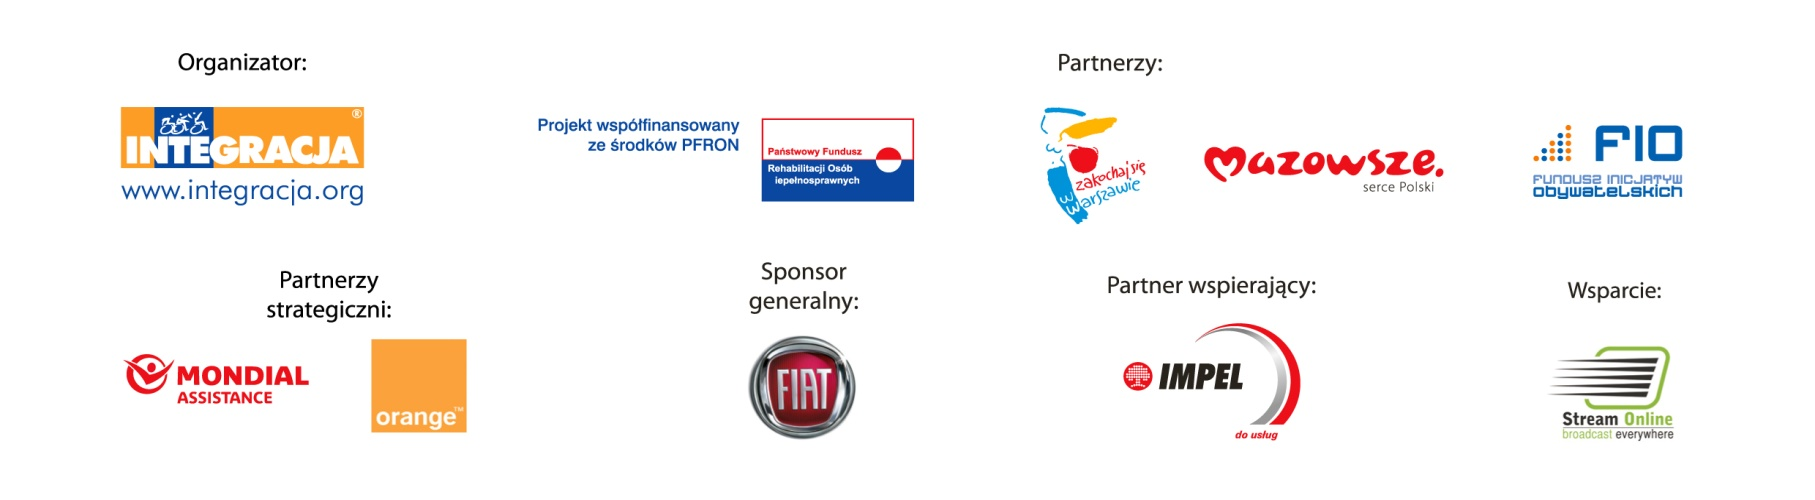 Organizator:
INTEGRACJA®
www.integracja.org
Projekt współfinansowany
ze środków PFRON
Państwowy Fundusz
Rehabilitacji Osób
iepełnosprawnych
Partnerzy:
zakochaj się
w
Warszawie
mazowsze.
serce Polski
FIO
FUNDUSZ INICJATYW
OBYWATELSKICH
Partnerzy
strategiczni:
MONDIAL
ASSISTANCE
orange™
Sponsor
generalny:
FIAT
Partner wspierający:
IMPEL
do usług
Wsparcie:
Stream Online
broadcast everywhere